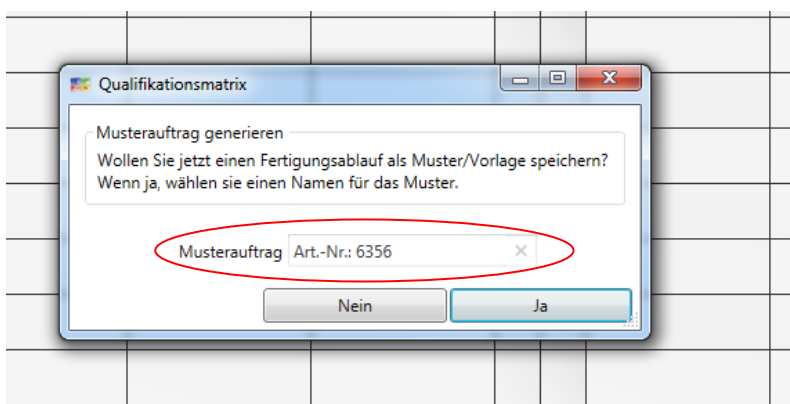 Qualifikationsmatrix
Musterauftrag generieren
Wollen Sie jetzt einen Fertigungsablauf als Muster/Vorlage speichern?
Wenn ja, wählen sie einen Namen für das Muster.
Musterauftrag Art.-Nr.: 6356
Nein Ja